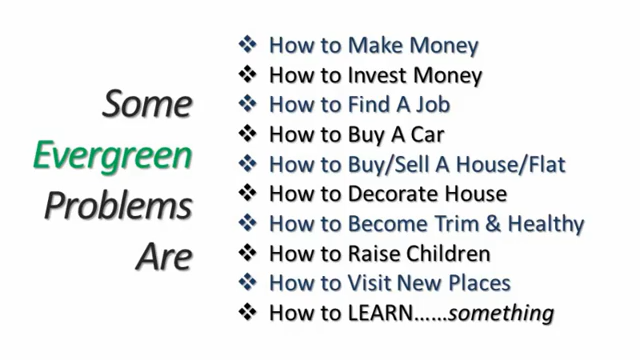 Some
Evergreen
Problems
Are
❖ How to Make Money
❖ How to Invest Money
❖ How to Find A Job
❖ How to Buy A Car
❖ How to Buy/Sell A House/Flat
❖ How to Decorate House
❖ How to Become Trim & Healthy
❖ How to Raise Children
❖ How to Visit New Places
❖ How to LEARN......something